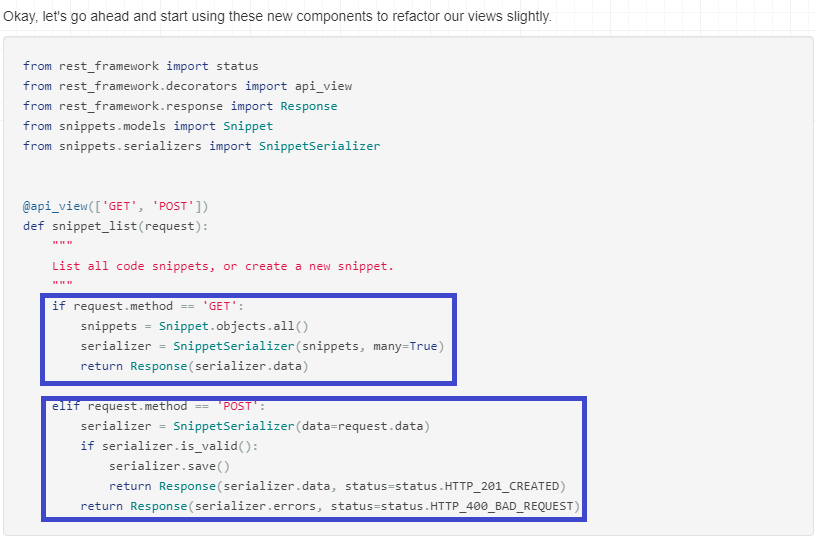 Okay, let's go ahead and start using these new components to refactor our views slightly.
from rest_framework import status
from rest_framework.decorators import api_view
from rest_framework.response import Response
from snippets.models import Snippet
from snippets.serializers import SnippetSerializer
@api_view(['GET', 'POST'])
def snippet_list(request):
    """
    List all code snippets, or create a new snippet.
    """
    if request.method == 'GET':
        snippets = Snippet.objects.all()
        serializer = SnippetSerializer(snippets, many=True)
        return Response(serializer.data)
    elif request.method == 'POST':
        serializer = SnippetSerializer(data=request.data)
        if serializer.is_valid():
            serializer.save()
            return Response(serializer.data, status=status.HTTP_201_CREATED)
        return Response(serializer.errors, status=status.HTTP_400_BAD_REQUEST)